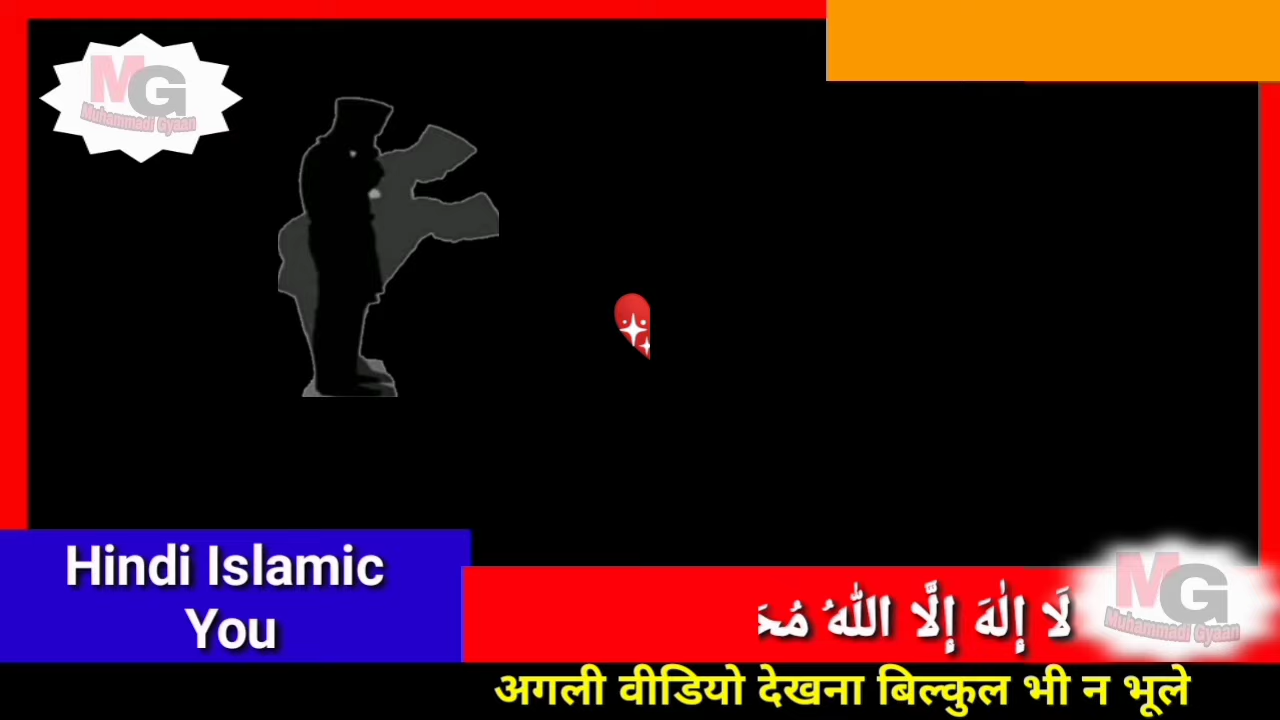 MG
Muhammadi Gyaan
Hindi Islamic
You
لَا إِلٰهَ إِلَّا اللّٰهُ مُحَ
MG
Muhammadi Gyaan
अगली वीडियो देखना बिल्कुल भी न भूले